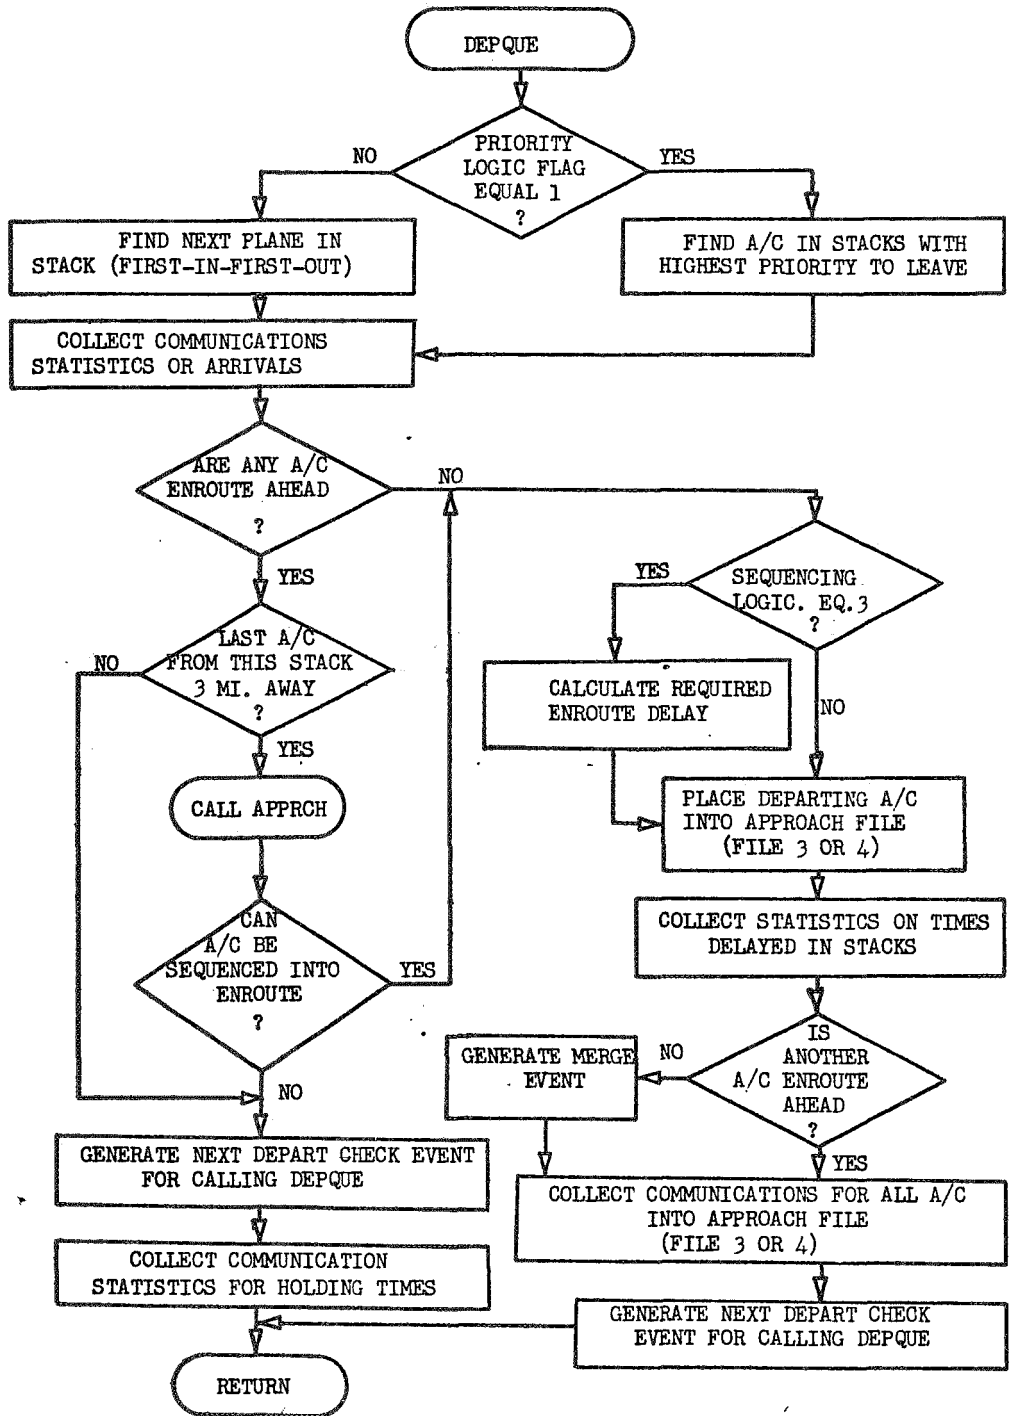 DEPQUE
PRIORITY
LOGIC FLAG
EQUAL 1
?
NO
YES
FIND NEXT PLANE IN
STACK (FIRST-IN-FIRST-OUT)
FIND A/C IN STACKS WITH
HIGHEST PRIORITY TO LEAVE
COLLECT COMMUNICATIONS
STATISTICS OR ARRIVALS
ARE ANY A/C
ENROUTE AHEAD
?
NO
YES
LAST A/C
FROM THIS STACK
3 MI. AWAY
?
NO
YES
CALL APPRCH
CAN
A/C BE
SEQUENCED INTO
ENROUTE
?
YES
NO
GENERATE NEXT DEPART CHECK EVENT
FOR CALLING DEPQUE
COLLECT COMMUNICATION
STATISTICS FOR HOLDING TIMES
RETURN
SEQUENCING
LOGIC. EQ.3
?
YES
NO
CALCULATE REQUIRED
ENROUTE DELAY
PLACE DEPARTING A/C
INTO APPROACH FILE
(FILE 3 OR 4)
COLLECT STATISTICS ON TIMES
DELAYED IN STACKS
IS
ANOTHER
A/C ENROUTE
AHEAD
?
NO
YES
GENERATE MERGE
EVENT
COLLECT COMMUNICATIONS FOR ALL A/C
INTO APPROACH FILE
(FILE 3 OR 4)
GENERATE NEXT DEPART CHECK
EVENT FOR CALLING DEPQUE